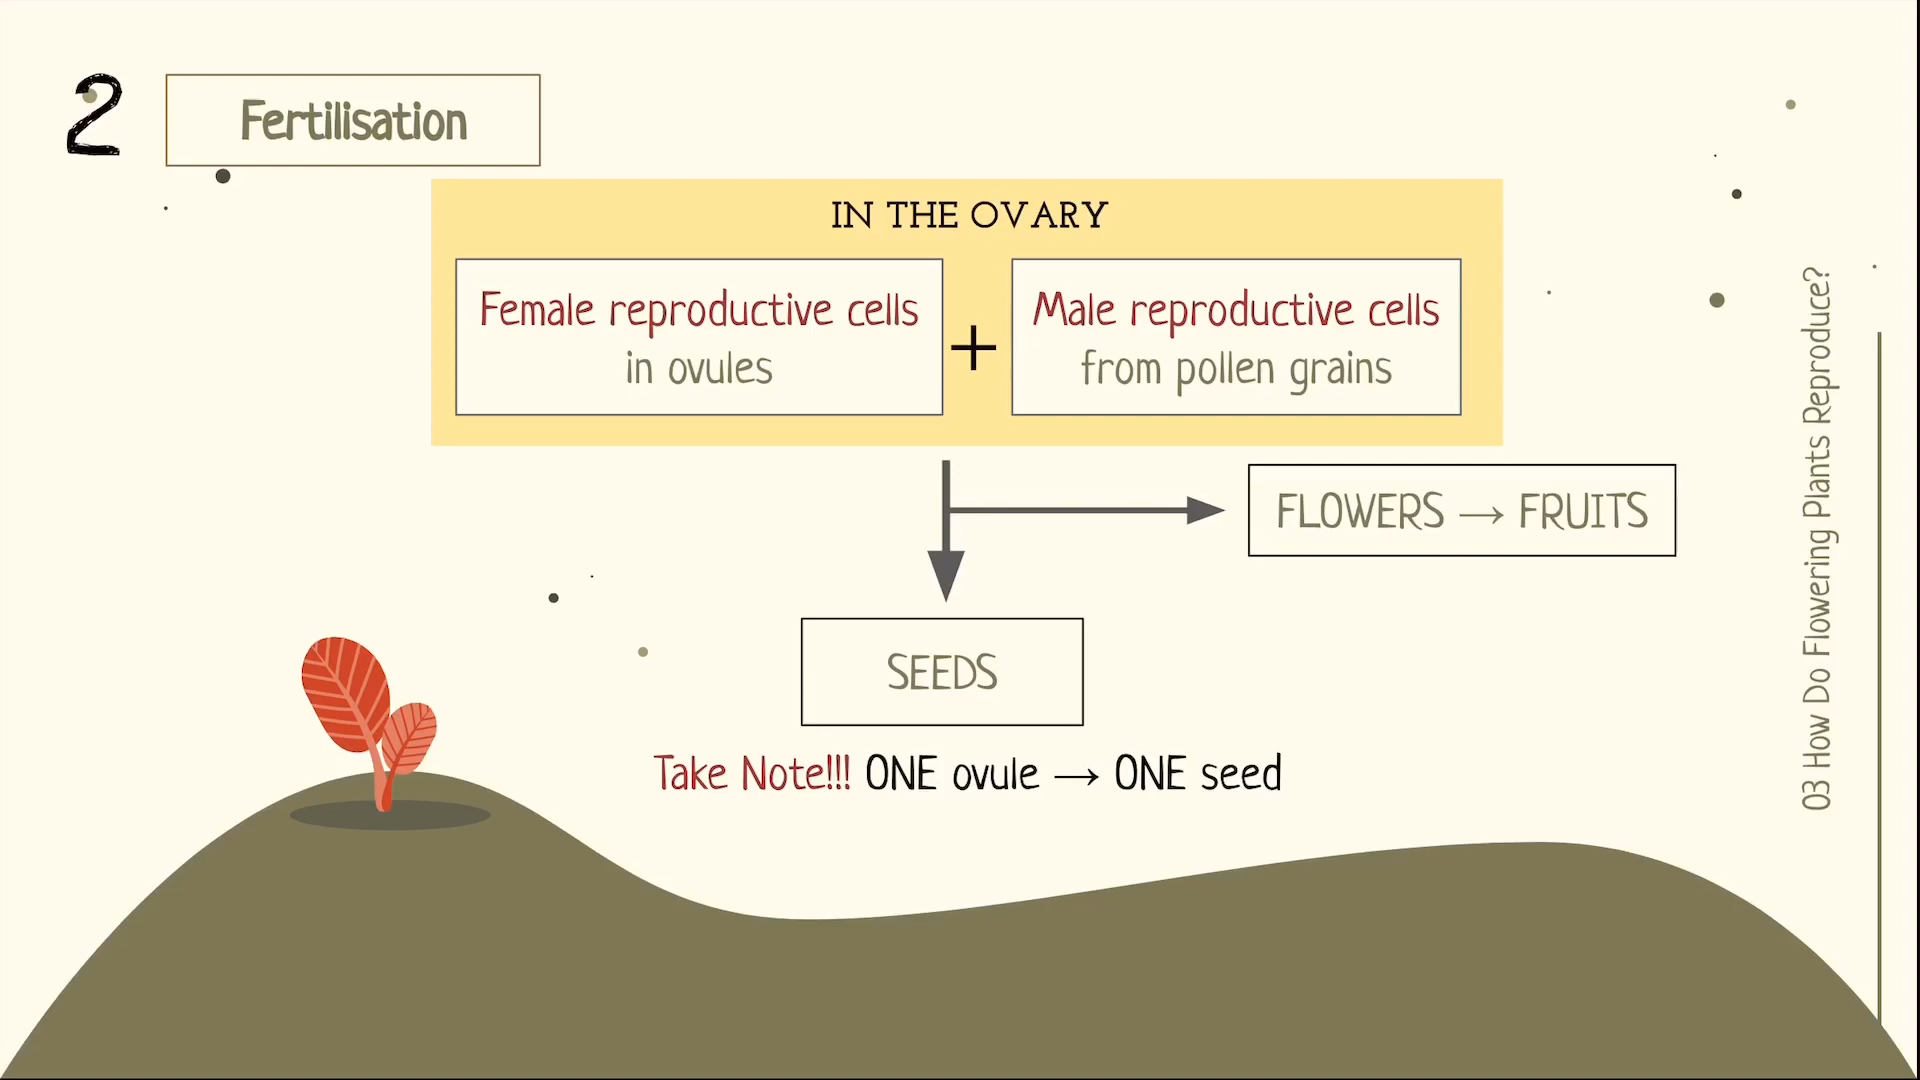 2
Fertilisation
IN THE OVARY
Female reproductive cells
in ovules
+
Male reproductive cells
from pollen grains
FLOWERS → FRUITS
SEEDS
Take Note!!! ONE ovule → ONE seed
03 How Do Flowering Plants Reproduce?